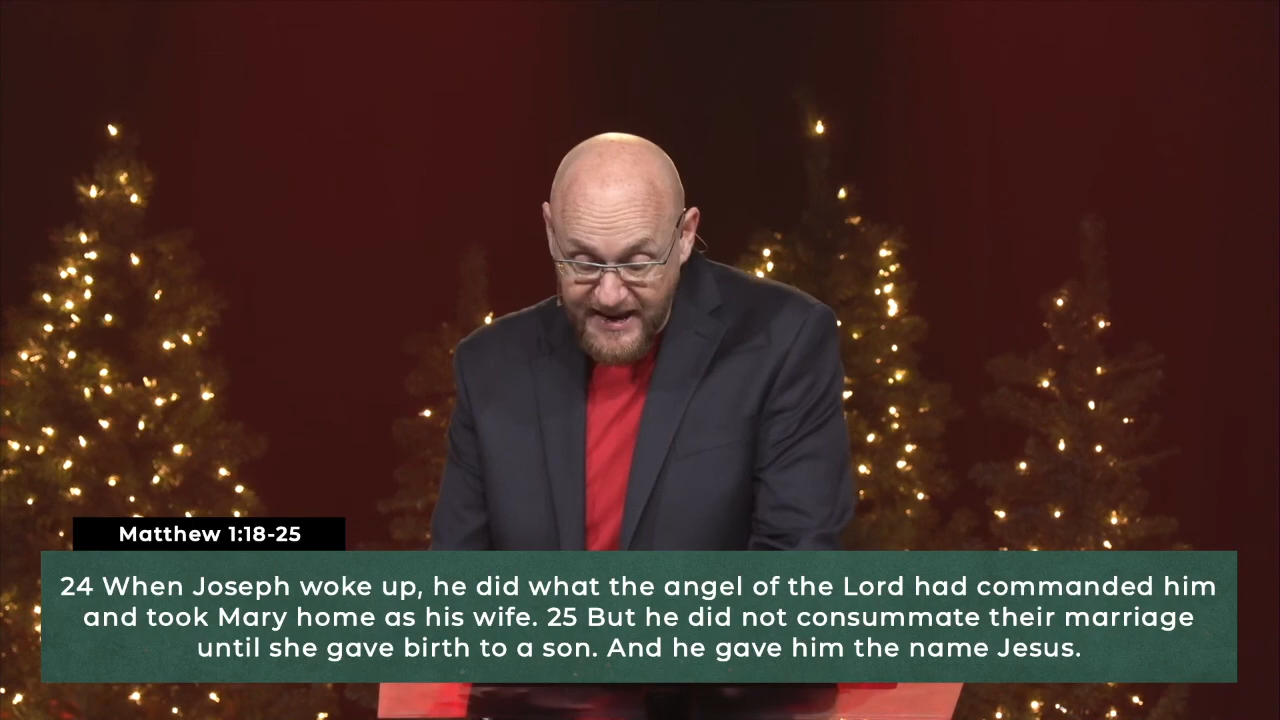 Matthew 1:18-25
24 When Joseph woke up, he did what the angel of the Lord had commanded him
and took Mary home as his wife. 25 But he did not consummate their marriage
until she gave birth to a son. And he gave him the name Jesus.